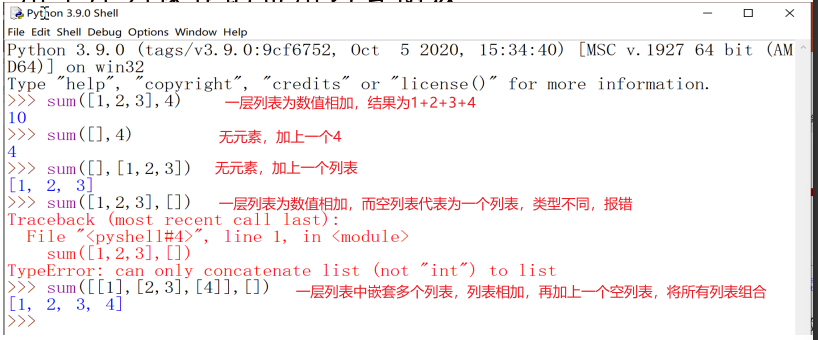 Python 3.9.0 Shell
File Edit Shell Debug Options Window Help
Python 3.9.0 (tags/v3.9.0:9cf6752, Oct  5 2020, 15:34:40) [MSC v.1927 64 bit (AM
D64)] on win32
Type "help", "copyright", "credits" or "license()" for more information.
>>> sum([1,2,3],4) 一层列表为数值相加，结果为1+2+3+4
10
>>> sum([],4) 无元素，加上一个4
4
>>> sum([],[1,2,3]) 无元素，加上一个列表
[1, 2, 3]
>>> sum([1,2,3],[]) 一层列表为数值相加，而空列表代表为一个列表，类型不同，报错
Traceback (most recent call last):
  File "<pyshell#4>", line 1, in <module>
    sum([1,2,3],[])
TypeError: can only concatenate list (not "int") to list
>>> sum([[1],[2,3],[4]],[]) 一层列表中嵌套多个列表，列表相加，再加上一个空列表，将所有列表组合
[1, 2, 3, 4]
>>>